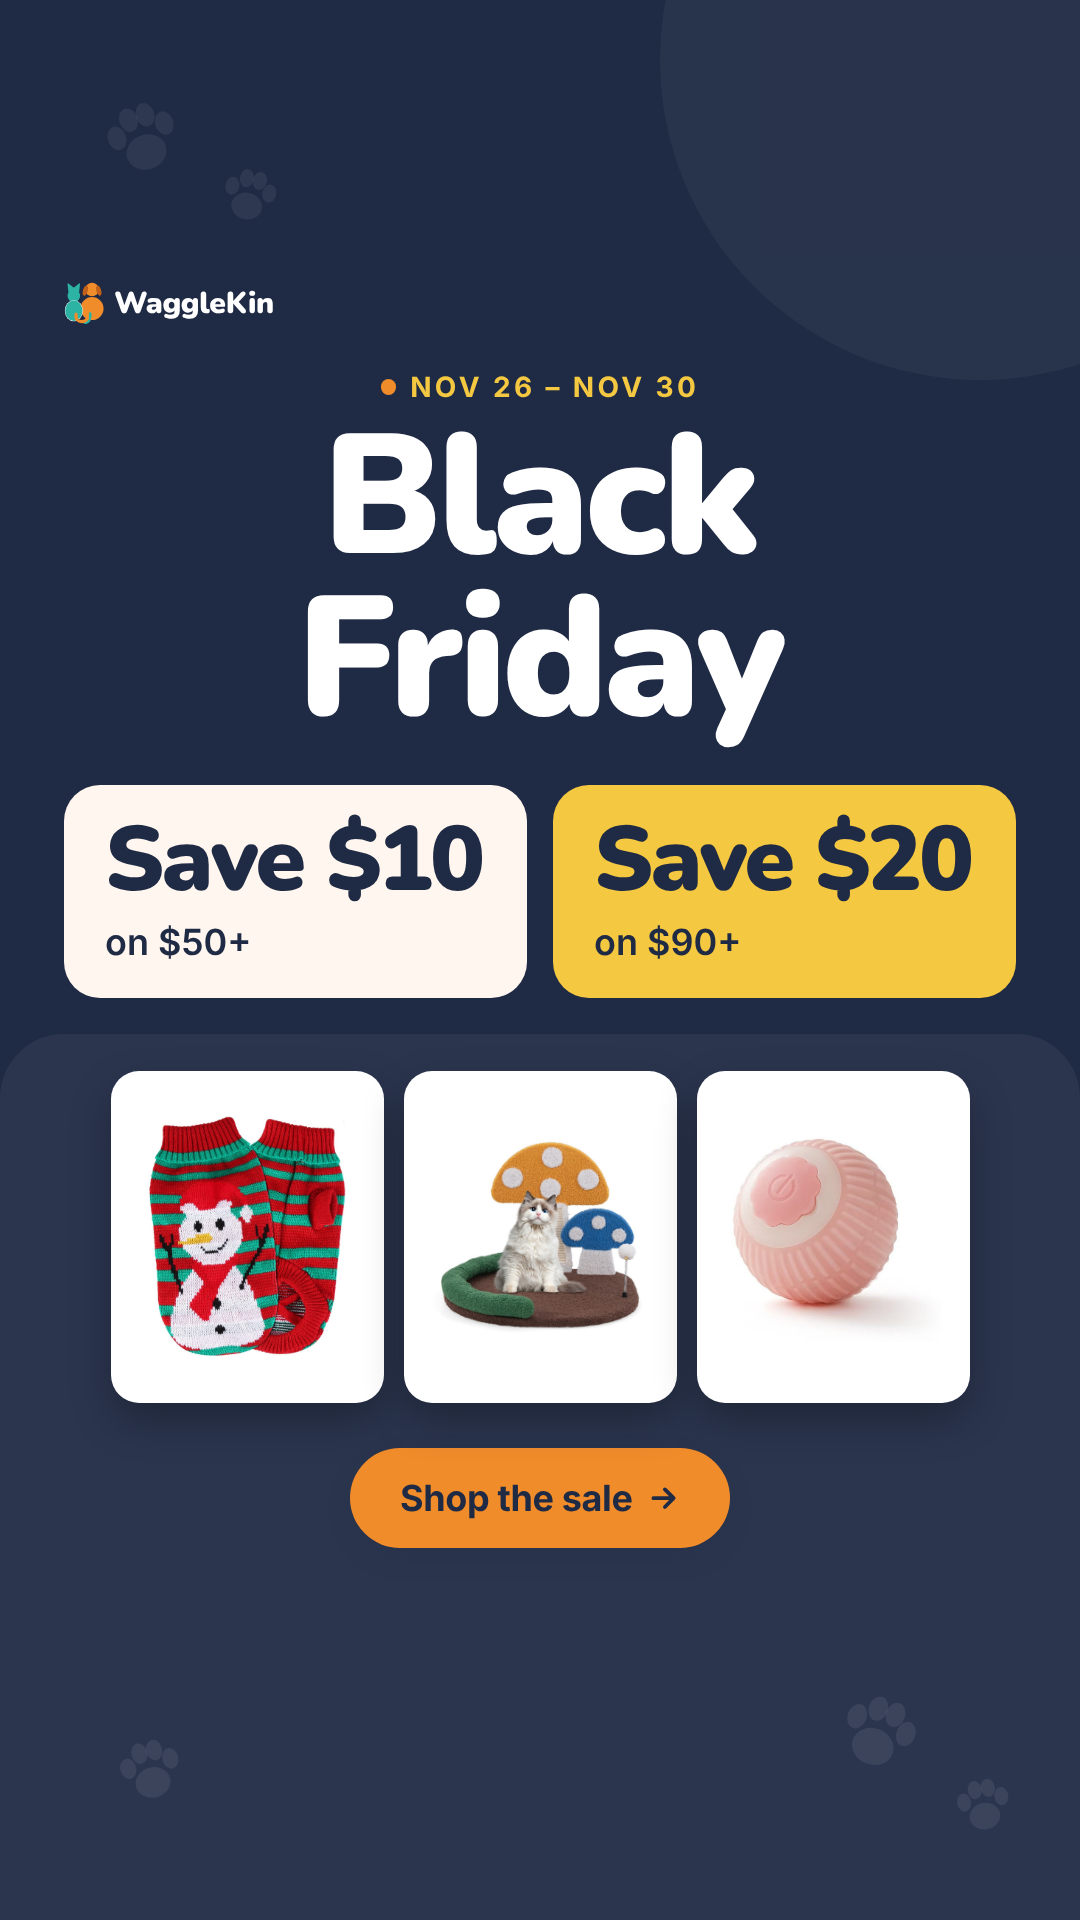 WaggleKin
NOV 26 – NOV 30
Black
Friday
Save $10
on $50+
Save $20
on $90+
Shop the sale →